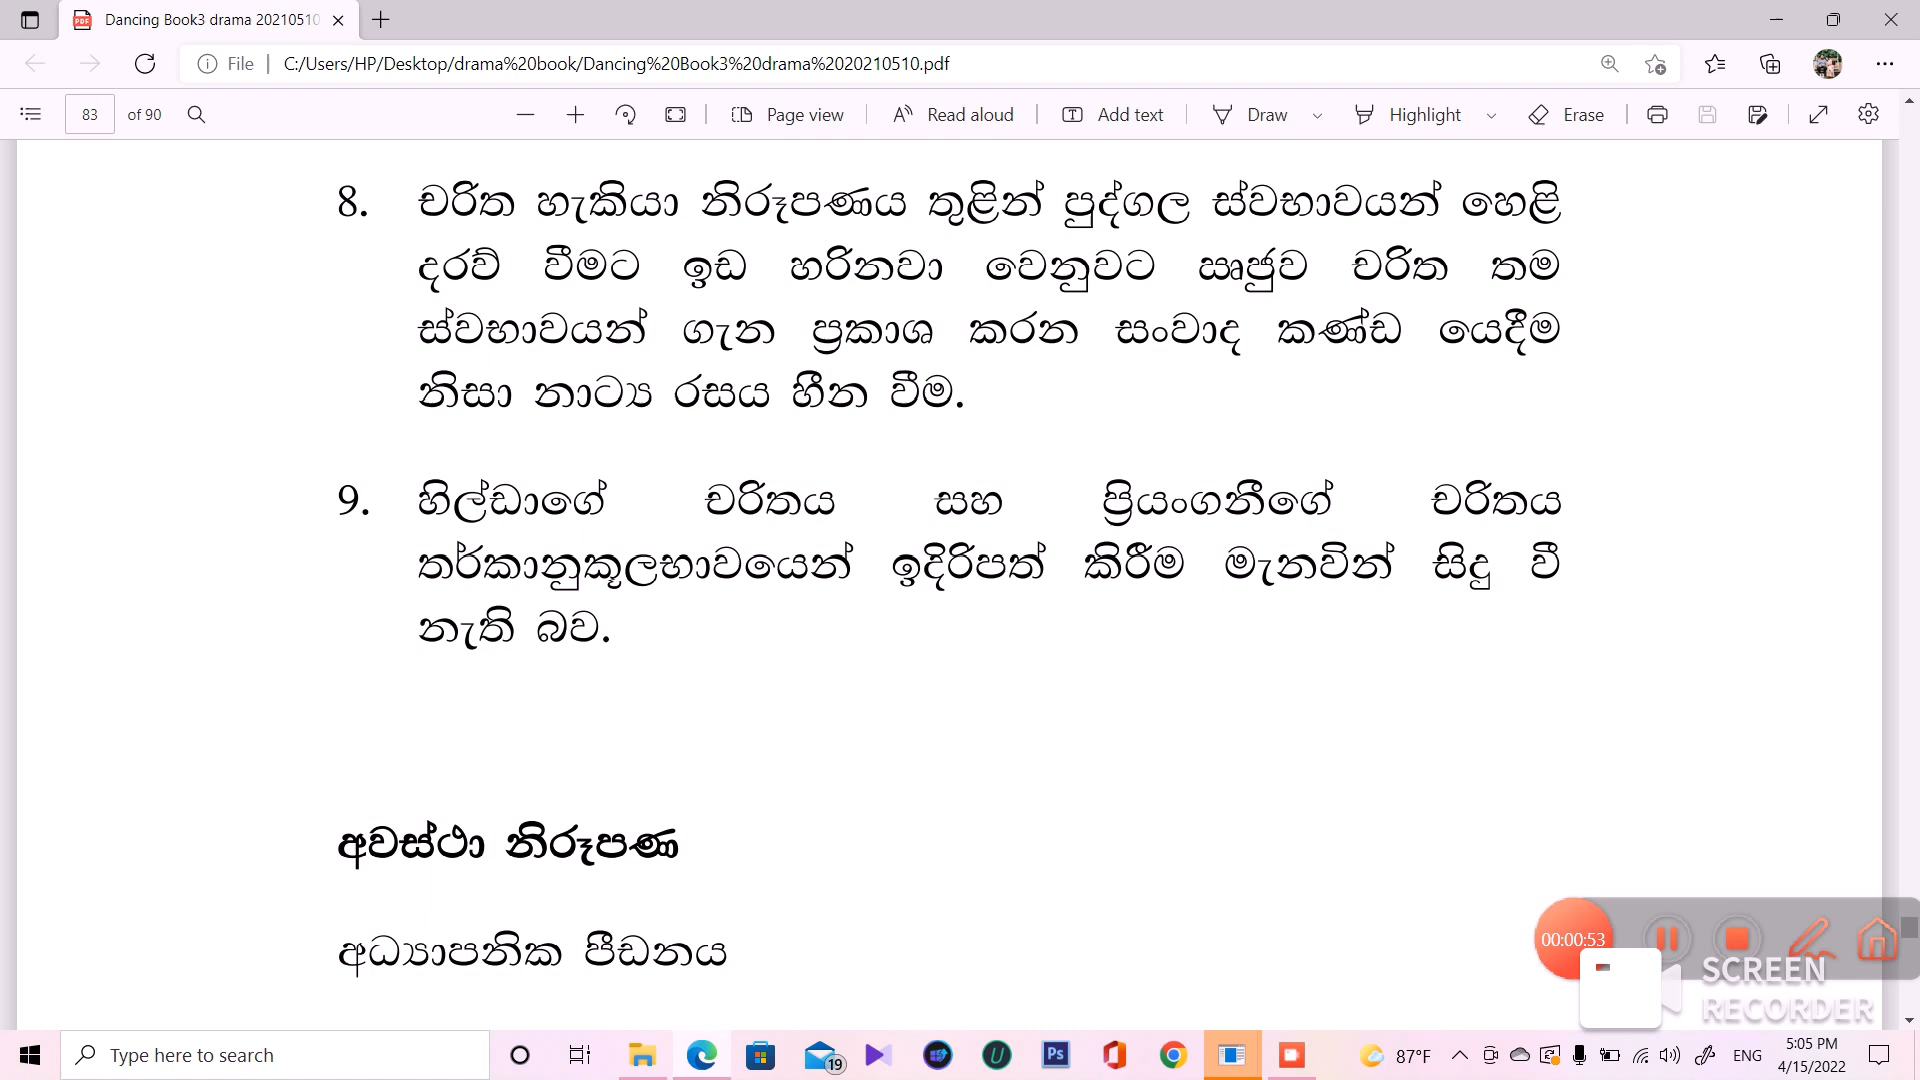 Dancing Book3 drama 20210510
File
C:/Users/HP/Desktop/drama%20book/Dancing%20Book3%20drama%2020210510.pdf
83 of 90
Page view
Read aloud
Add text
Draw
Highlight
Erase
8. චරිත හැකියා නිරූපණය තුළින් පුද්ගල ස්වභාවයන් හෙළි
දරව් වීමට ඉඩ හරිනවා වෙනුවට ඍජුව චරිත තම
ස්වභාවයන් ගැන ප්‍රකාශ කරන සංවාද කණ්ඩ යෙදීම
නිසා නාට්‍ය රසය හීන වීම.
9. හිල්ඩාගේ චරිතය සහ ප්‍රියංගනීගේ චරිතය
තර්කානුකූලභාවයෙන් ඉදිරිපත් කිරීම මැනවින් සිදු වී
නැති බව.
අවස්ථා නිරූපණ
අධ්‍යාපනික පීඩනය
00:00:53
SCREEN
RECORDER
Type here to search
19
Ps
87°F
ENG
5:05 PM
4/15/2022